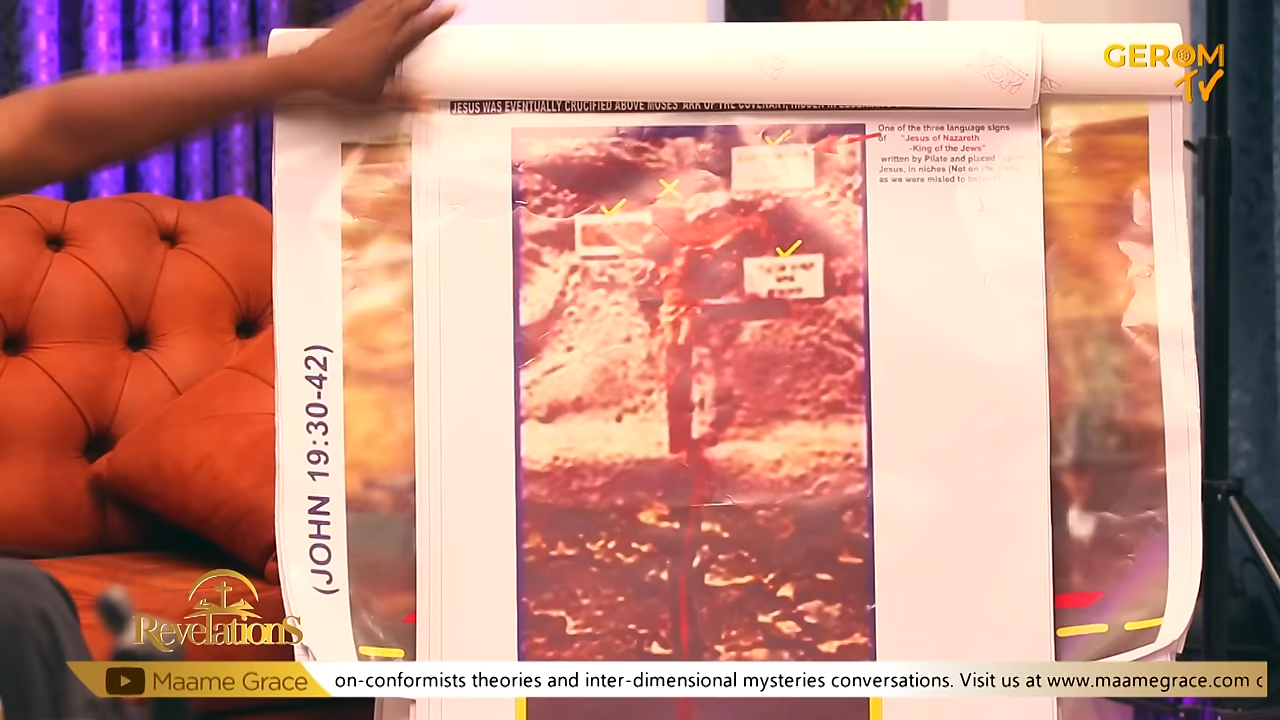 GEROM
TV
JESUS WAS EVENTUALLY CRUCIFIED ABOVE MOSES' ARK OF THE COVENANT, HIDDEN IN
One of the three language signs
of "Jesus of Nazareth
-King of the Jews"
written by Pilate and placed
Jesus, in niches (Not on the
as we were misled to
(JOHN 19:30-42)
Revelations
Maame Grace
on-conformists theories and inter-dimensional mysteries conversations. Visit us at www.maamegrace.com